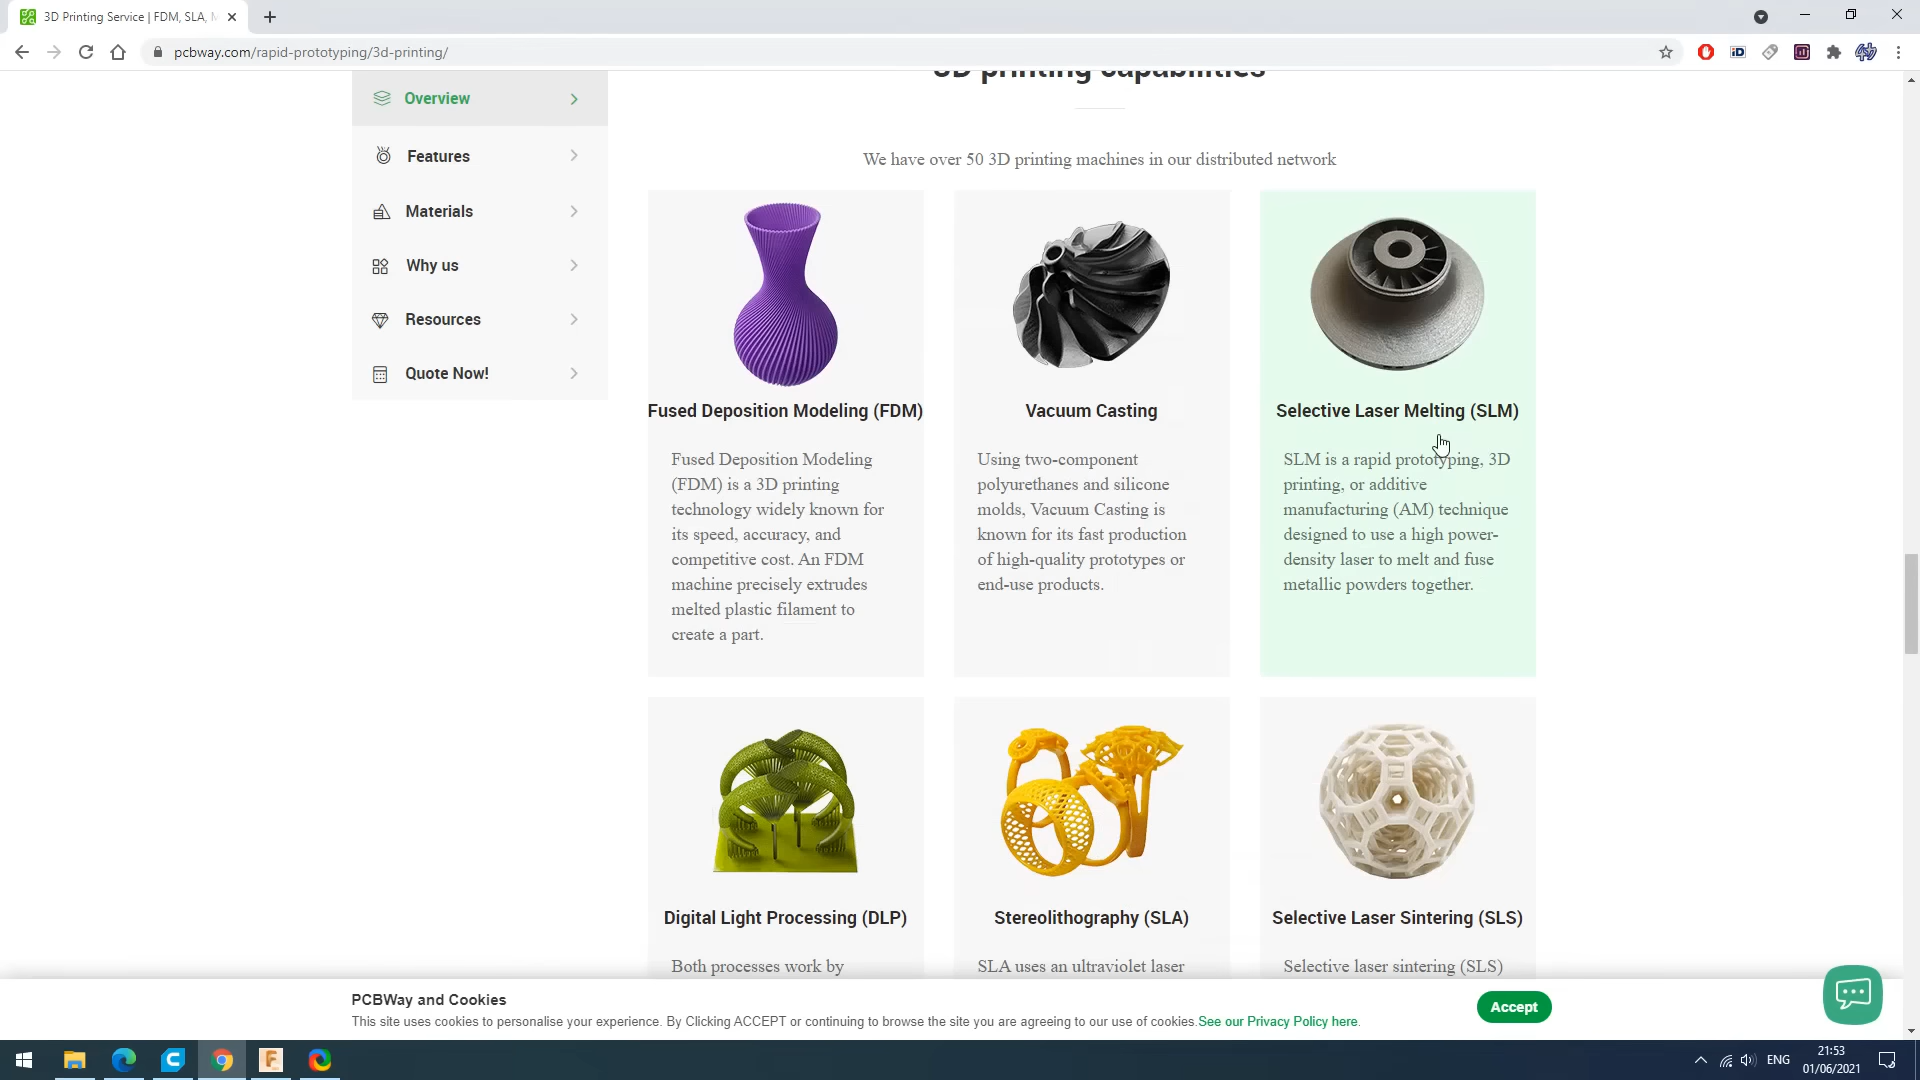 3D Printing Service | FDM, SLA, M
pcbway.com/rapid-prototyping/3d-printing/
3D printing capabilities
Overview
Features
Materials
Why us
Resources
Quote Now!
We have over 50 3D printing machines in our distributed network
Fused Deposition Modeling (FDM)
Fused Deposition Modeling
(FDM) is a 3D printing
technology widely known for
its speed, accuracy, and
competitive cost. An FDM
machine precisely extrudes
melted plastic filament to
create a part.
Vacuum Casting
Using two-component
polyurethanes and silicone
molds, Vacuum Casting is
known for its fast production
of high-quality prototypes or
end-use products.
Selective Laser Melting (SLM)
SLM is a rapid prototyping, 3D
printing, or additive
manufacturing (AM) technique
designed to use a high power-
density laser to melt and fuse
metallic powders together.
Digital Light Processing (DLP)
Both processes work by
Stereolithography (SLA)
SLA uses an ultraviolet laser
Selective Laser Sintering (SLS)
Selective laser sintering (SLS)
PCBWay and Cookies
This site uses cookies to personalise your experience. By Clicking ACCEPT or continuing to browse the site you are agreeing to our use of cookies.See our Privacy Policy here.
Accept
ENG
21:53
01/06/2021